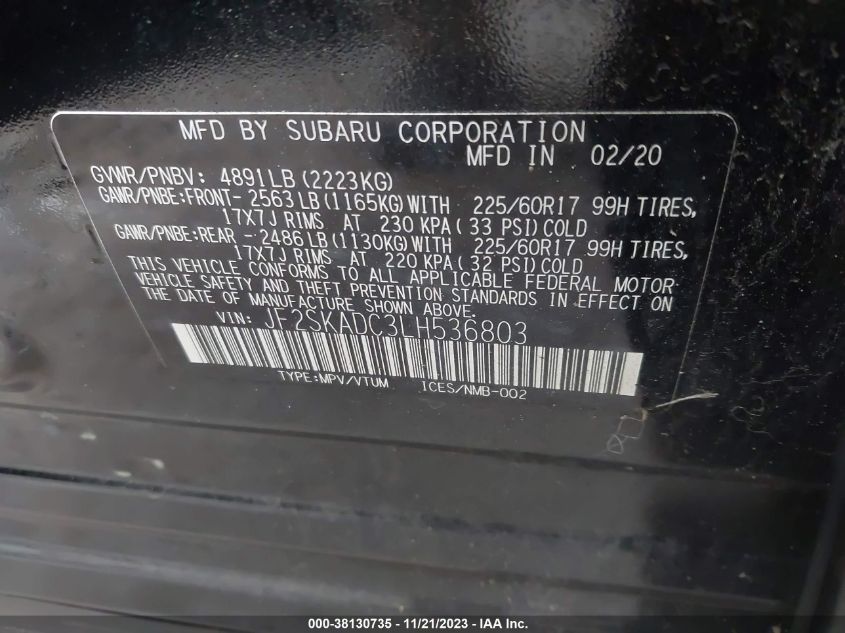 MFD BY SUBARU CORPORATION
MFD IN 02/20
GVWR/PNBV: 4891LB (2223KG)
GAWR/PNBE:FRONT- 2563 LB (1165KG) WITH 225/60R17 99H TIRES,
17X7J RIMS AT 230 KPA ( 33 PSI) COLD
GAWR/PNBE:REAR - 2486 LB (1130KG) WITH 225/60R17 99H TIRES,
17X7J RIMS AT 220 KPA ( 32 PSI) COLD
THIS VEHICLE CONFORMS TO ALL APPLICABLE FEDERAL MOTOR
VEHICLE SAFETY AND THEFT PREVENTION STANDARDS IN EFFECT ON
THE DATE OF MANUFACTURE SHOWN ABOVE.
VIN: JF2SKADC3LH536803
TYPE:MPV/VTUM ICES/NMB-002
000-38130735 - 11/21/2023 - IAA Inc.